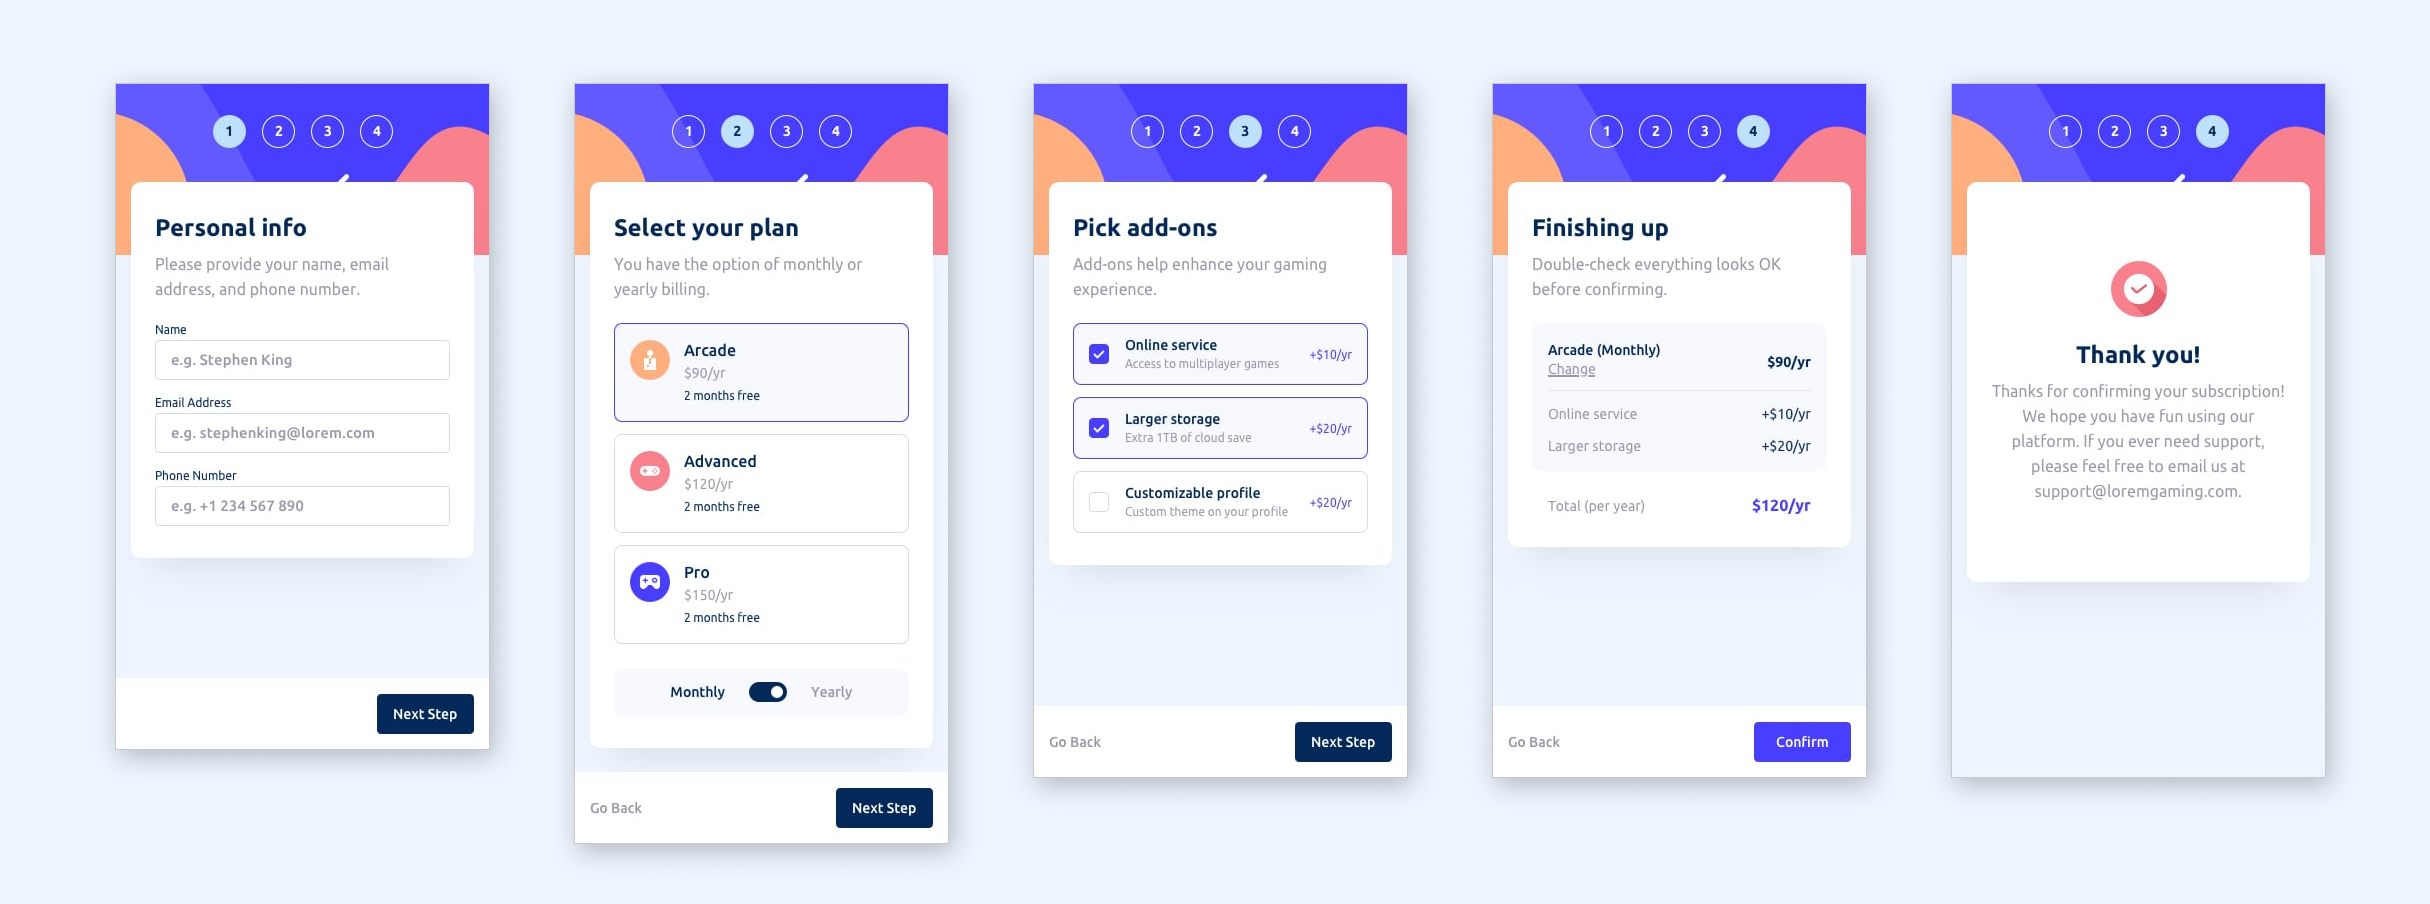 1 2 3 4
Personal info
Please provide your name, email
address, and phone number.
Name
e.g. Stephen King
Email Address
e.g. stephenking@lorem.com
Phone Number
e.g. +1 234 567 890
Next Step
1 2 3 4
Select your plan
You have the option of monthly or
yearly billing.
Arcade
$90/yr
2 months free
Advanced
$120/yr
2 months free
Pro
$150/yr
2 months free
Monthly Yearly
Go Back Next Step
1 2 3 4
Pick add-ons
Add-ons help enhance your gaming
experience.
Online service
Access to multiplayer games
+$10/yr
Larger storage
Extra 1TB of cloud save
+$20/yr
Customizable profile
Custom theme on your profile
+$20/yr
Go Back Next Step
1 2 3 4
Finishing up
Double-check everything looks OK
before confirming.
Arcade (Monthly)
Change
$90/yr
Online service +$10/yr
Larger storage +$20/yr
Total (per year) $120/yr
Go Back Confirm
1 2 3 4
Thank you!
Thanks for confirming your subscription!
We hope you have fun using our
platform. If you ever need support,
please feel free to email us at
support@loremgaming.com.